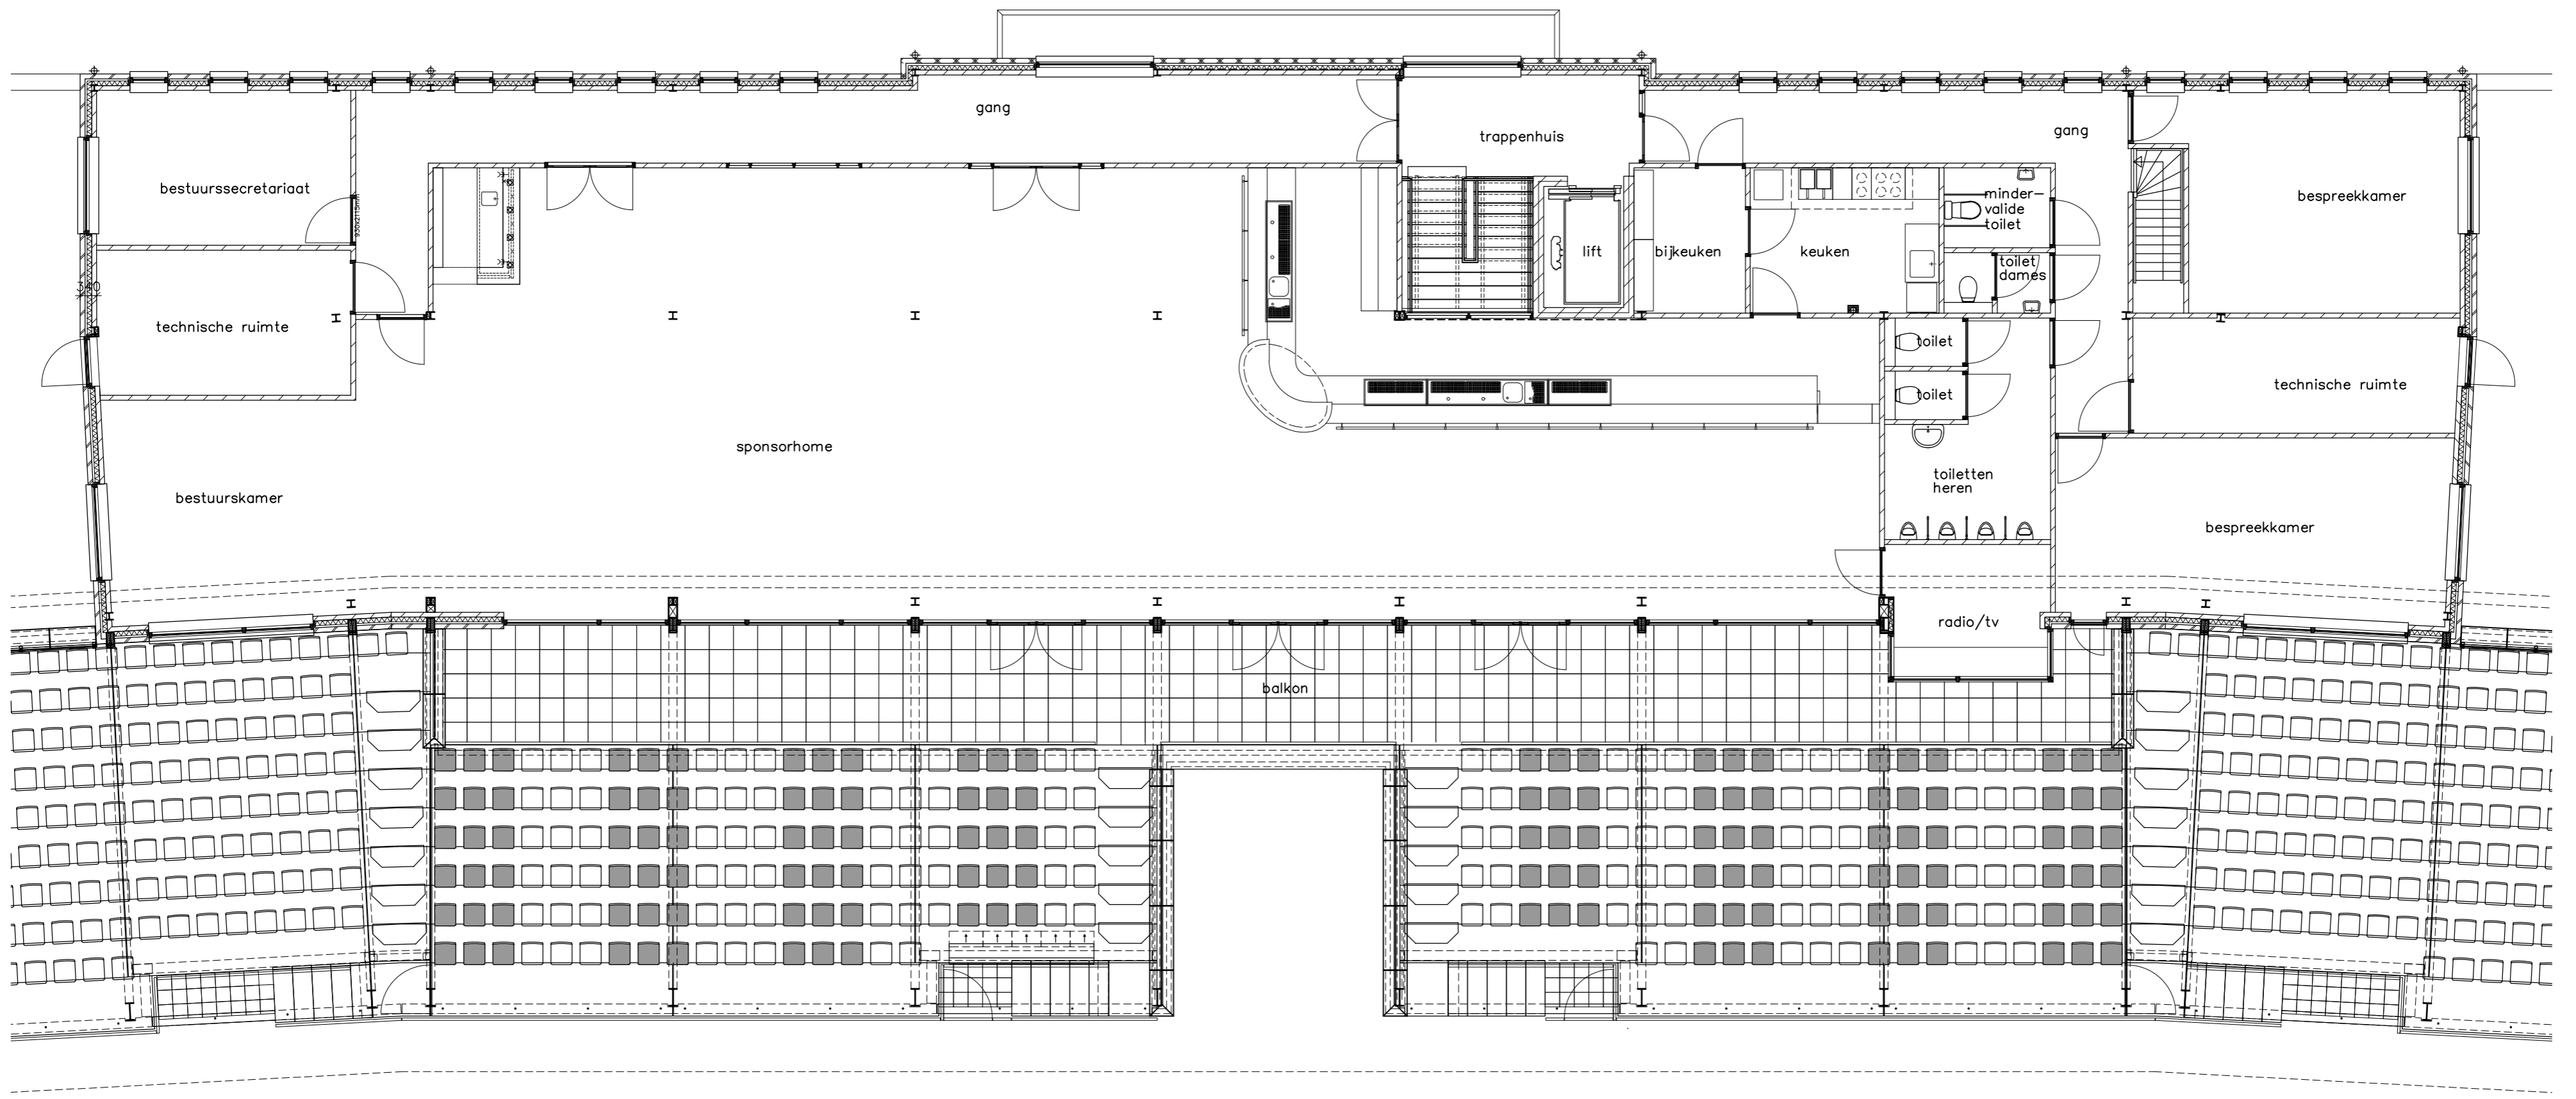 gang
trappenhuis
gang
bestuurssecretariaat
930x2115mm
minder-
valide
toilet
bespreekkamer
lift
bijkeuken
keuken
toilet
dames
340
technische ruimte
toilet
technische ruimte
toilet
sponsorhome
toiletten
heren
bestuurskamer
bespreekkamer
radio/tv
balkon